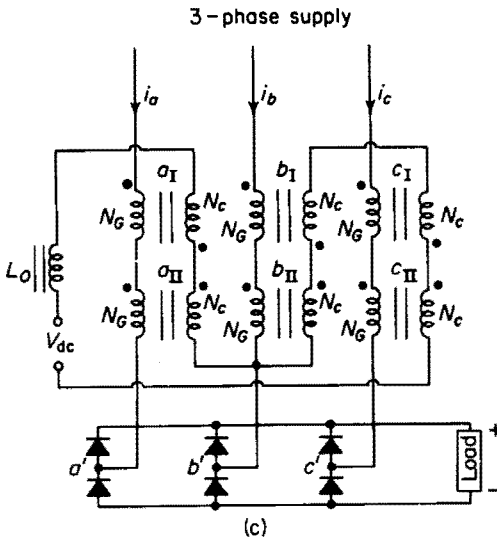 3-phase supply
i_a i_b i_c
a_I b_I c_I
N_G N_c N_G N_c N_G N_c
L_O
a_II b_II c_II
N_G N_c N_G N_c N_G N_c
V_dc
+
a' b' c' Load
−
(c)